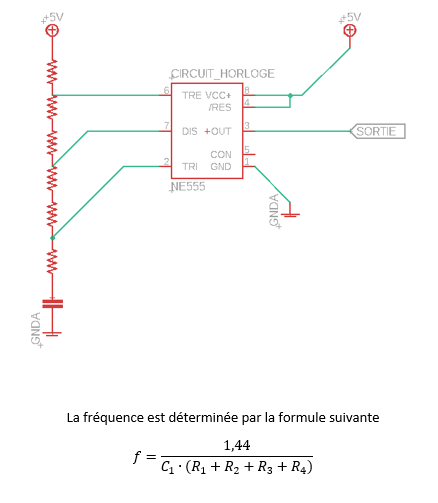 +5V
+5V
CIRCUIT_HORLOGE
6 TRE VCC+ 8
/RES 4
7 DIS +OUT 3
SORTIE
CON 5
2 TRI GND 1
NE555
GNDA
GNDA
La fréquence est déterminée par la formule suivante
f = 1,44 / (C₁ · (R₁ + R₂ + R₃ + R₄))